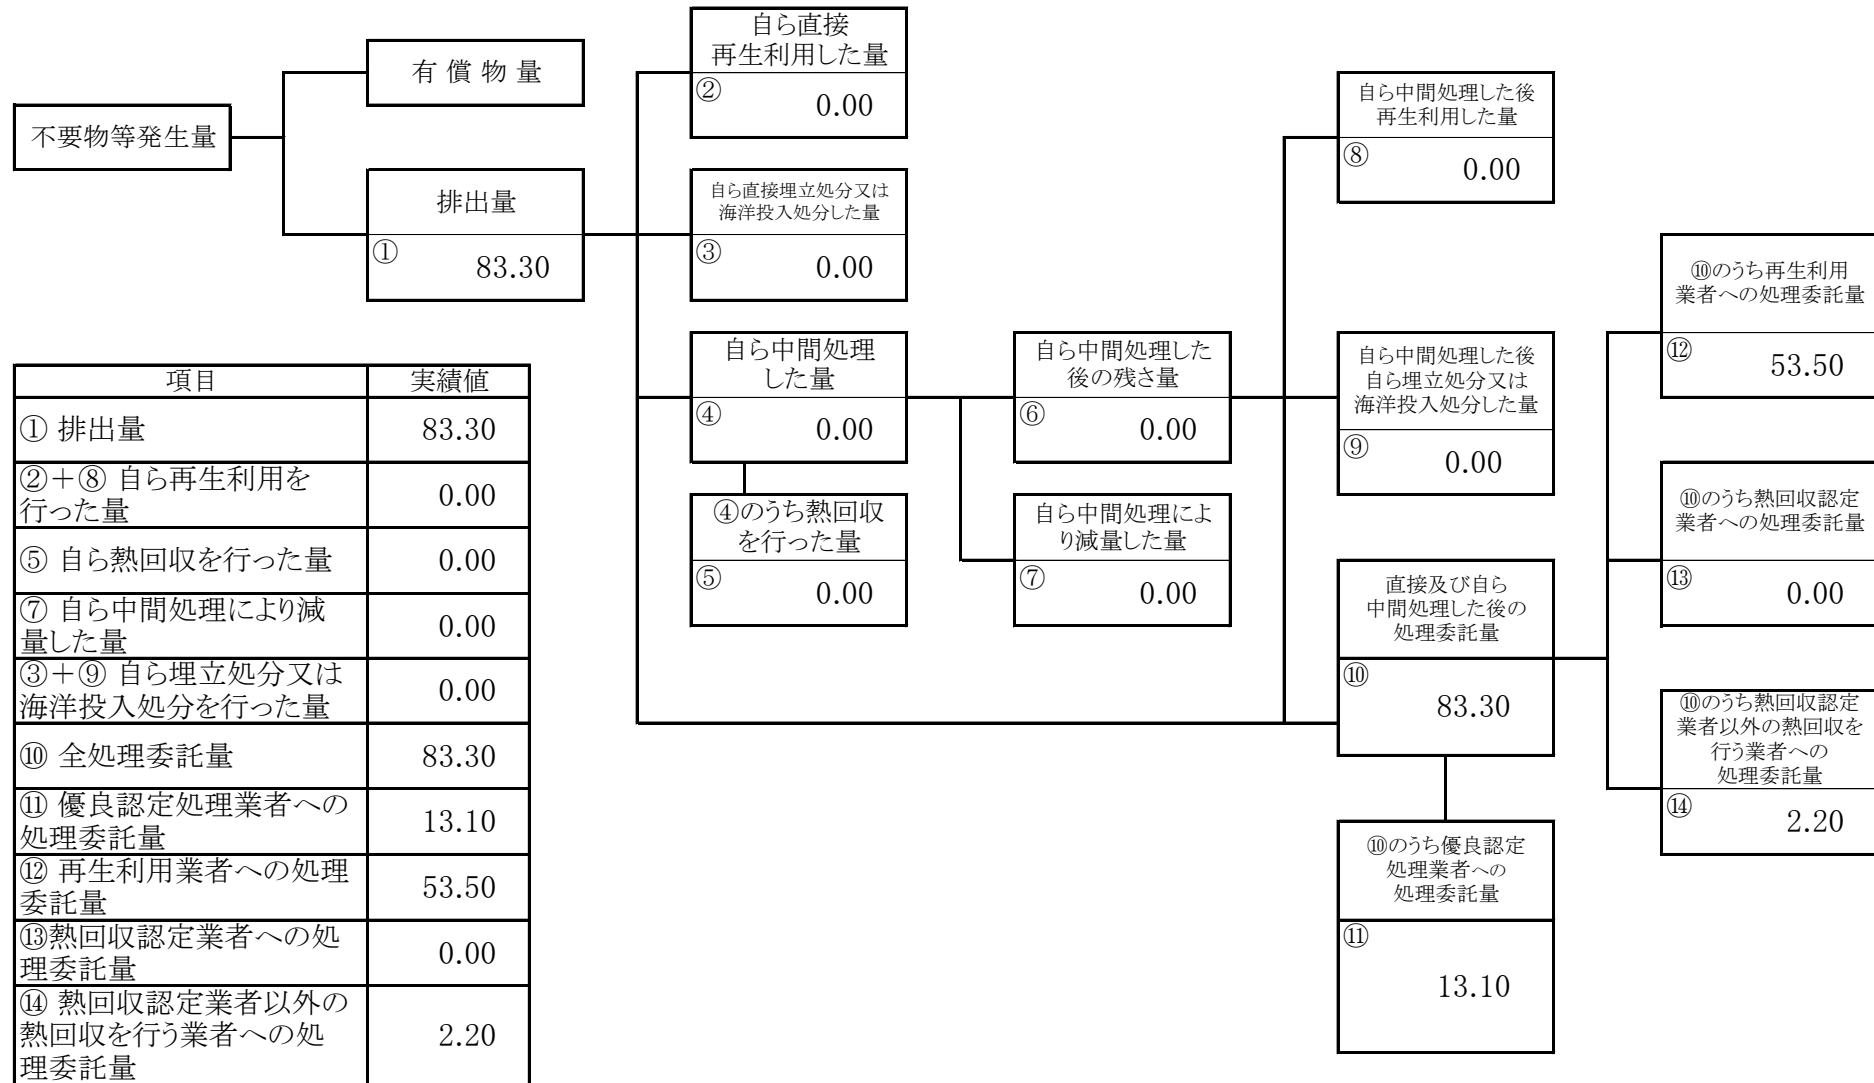 不要物等発生量
有 償 物 量
排出量
① 83.30
自ら直接
再生利用した量
② 0.00
自ら直接埋立処分又は
海洋投入処分した量
③ 0.00
自ら中間処理
した量
④ 0.00
④のうち熱回収
を行った量
⑤ 0.00
自ら中間処理した
後の残さ量
⑥ 0.00
自ら中間処理によ
り減量した量
⑦ 0.00
自ら中間処理した後
再生利用した量
⑧ 0.00
自ら中間処理した後
自ら埋立処分又は
海洋投入処分した量
⑨ 0.00
直接及び自ら
中間処理した後の
処理委託量
⑩ 83.30
⑩のうち優良認定
処理業者への
処理委託量
⑪
13.10
⑩のうち再生利用
業者への処理委託量
⑫ 53.50
⑩のうち熱回収認定
業者への処理委託量
⑬ 0.00
⑩のうち熱回収認定
業者以外の熱回収を
行う業者への
処理委託量
⑭ 2.20
項目 実績値
① 排出量 83.30
②＋⑧ 自ら再生利用を
行った量 0.00
⑤ 自ら熱回収を行った量 0.00
⑦ 自ら中間処理により減
量した量 0.00
③＋⑨ 自ら埋立処分又は
海洋投入処分を行った量 0.00
⑩ 全処理委託量 83.30
⑪ 優良認定処理業者への
処理委託量 13.10
⑫ 再生利用業者への処理
委託量 53.50
⑬熱回収認定業者への処
理委託量 0.00
⑭ 熱回収認定業者以外の
熱回収を行う業者への処
理委託量 2.20